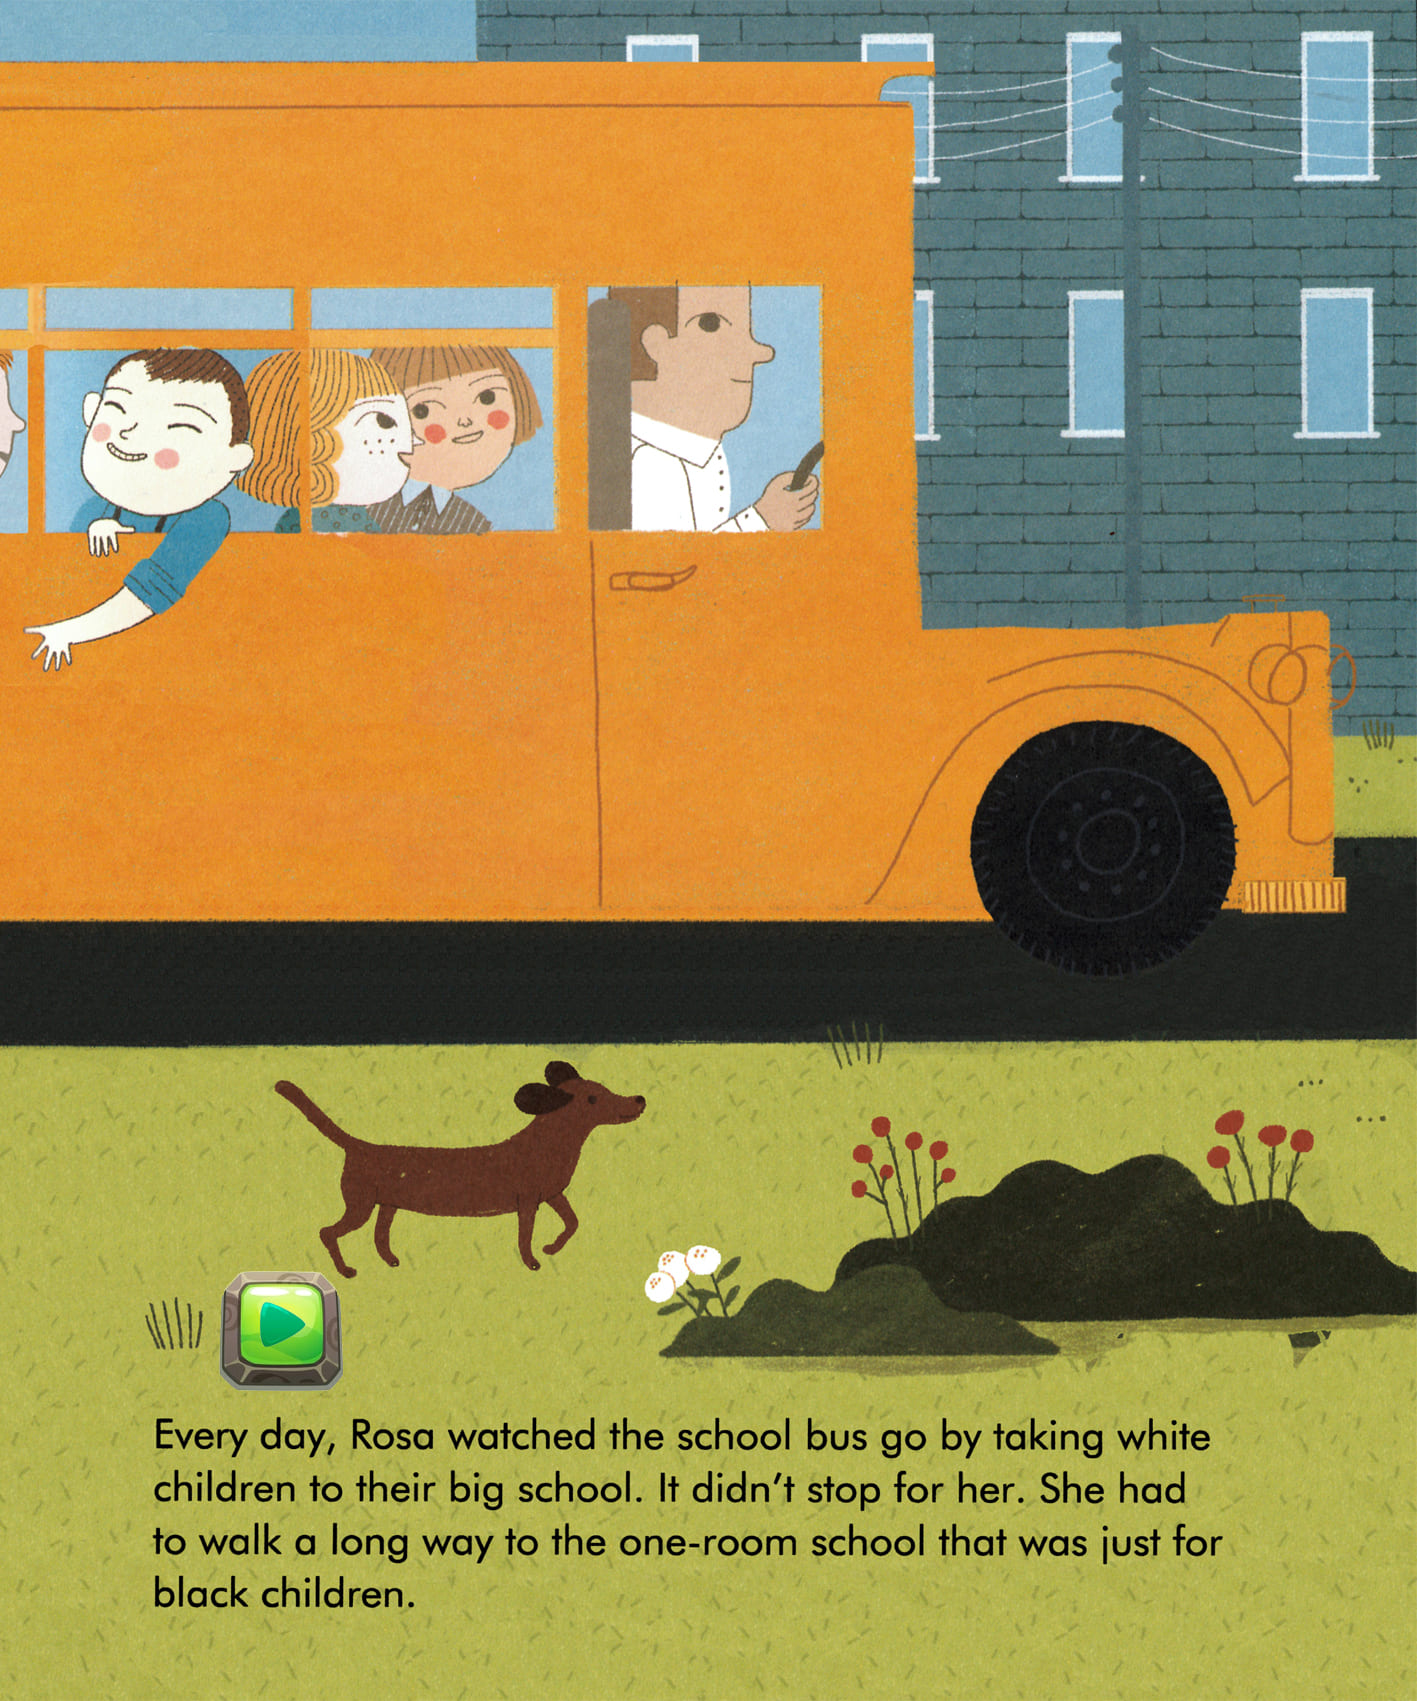 Every day, Rosa watched the school bus go by taking white
children to their big school. It didn't stop for her. She had
to walk a long way to the one-room school that was just for
black children.